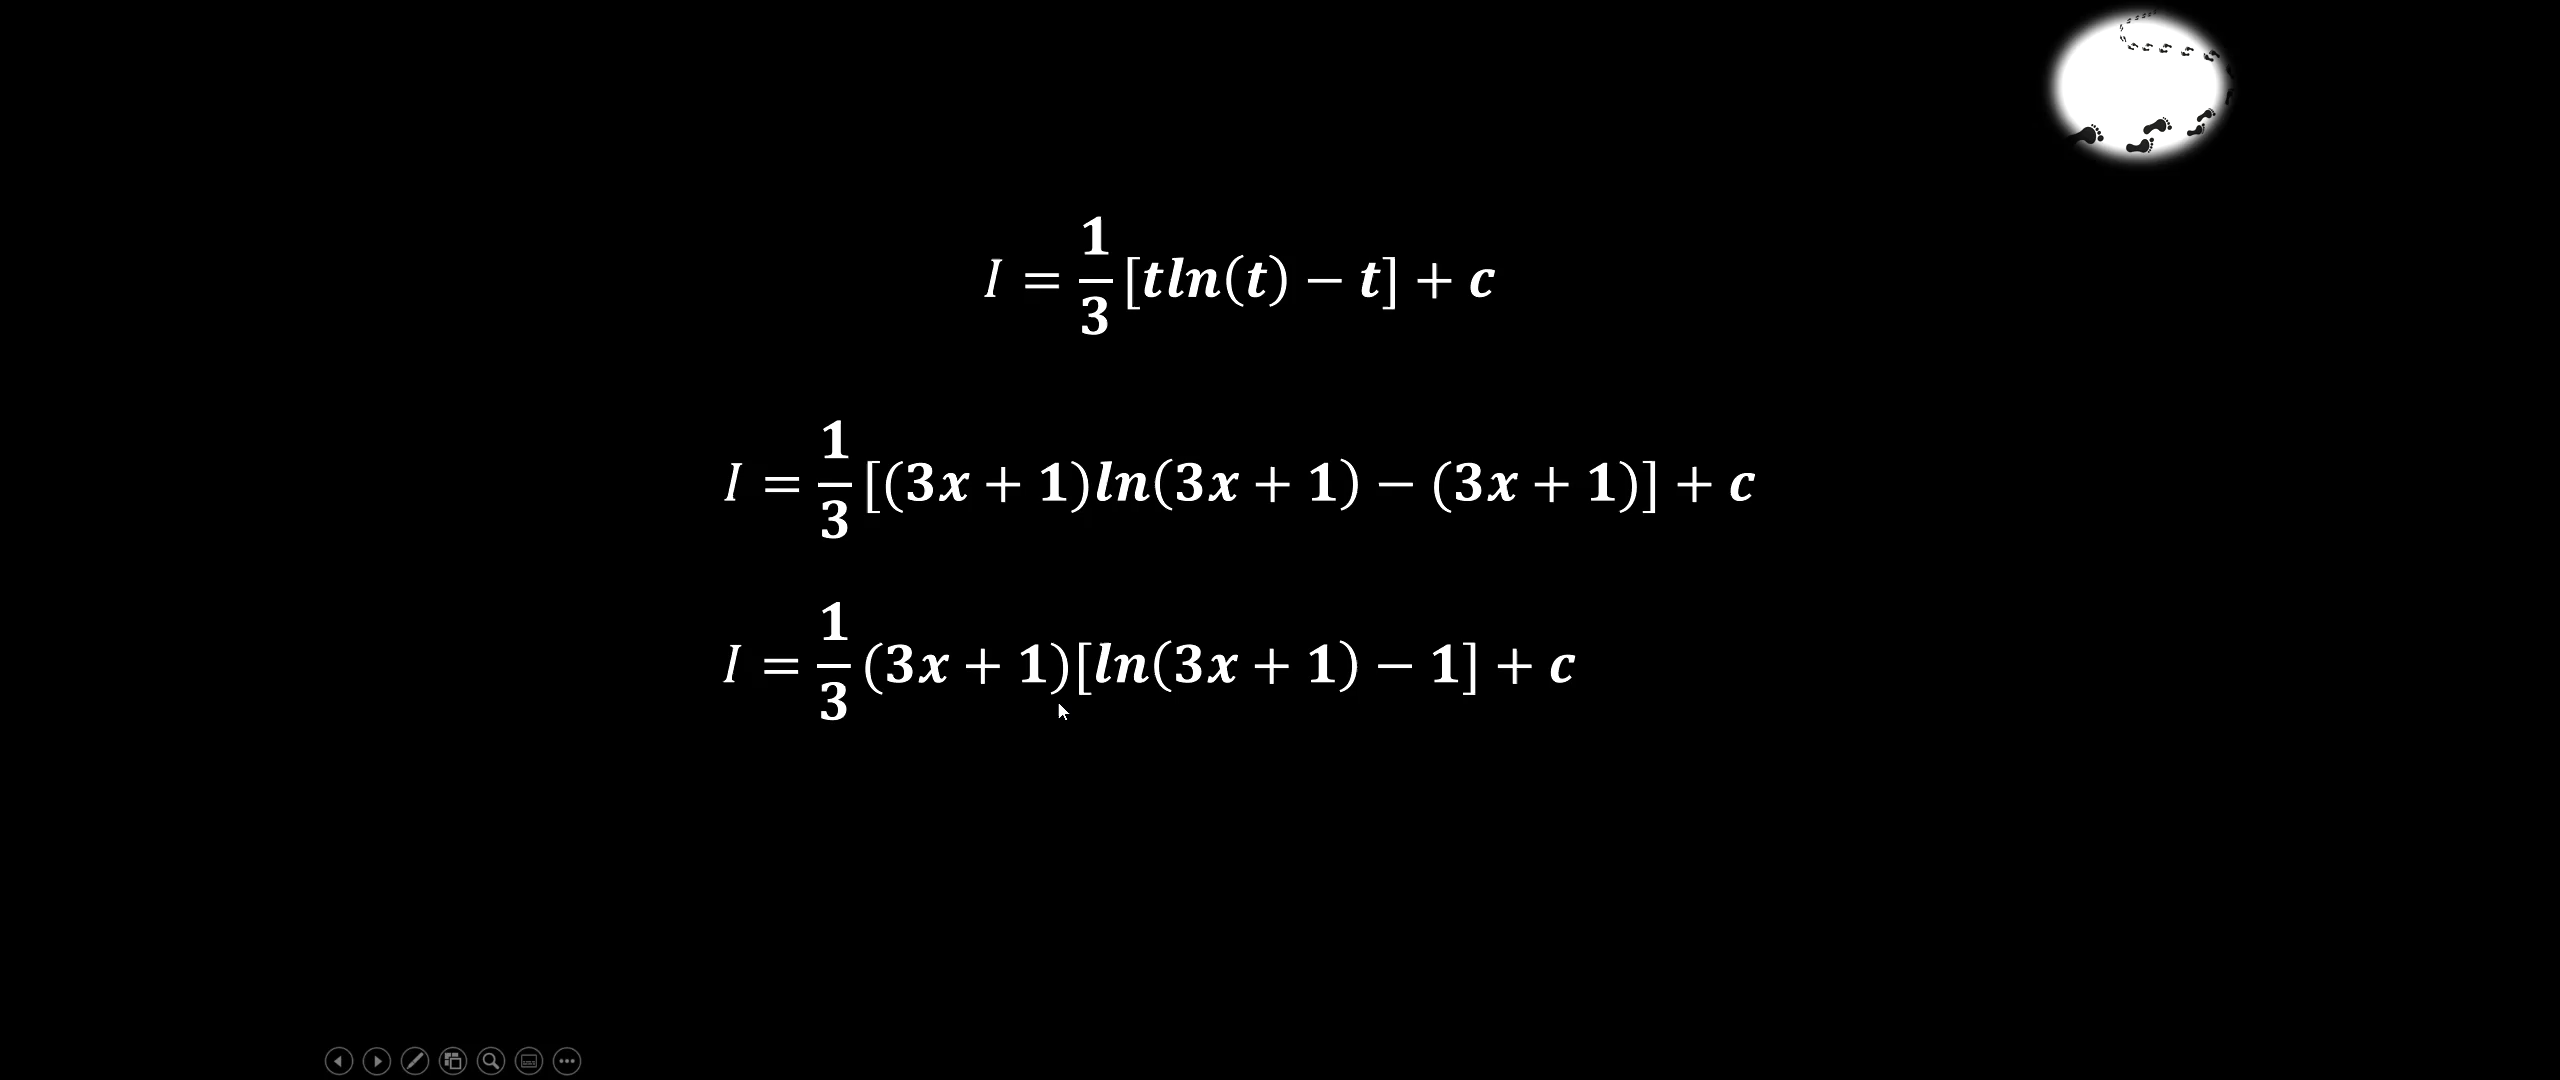 I = 1/3 [tln(t) − t] + c
I = 1/3 [(3x + 1)ln(3x + 1) − (3x + 1)] + c
I = 1/3 (3x + 1)[ln(3x + 1) − 1] + c